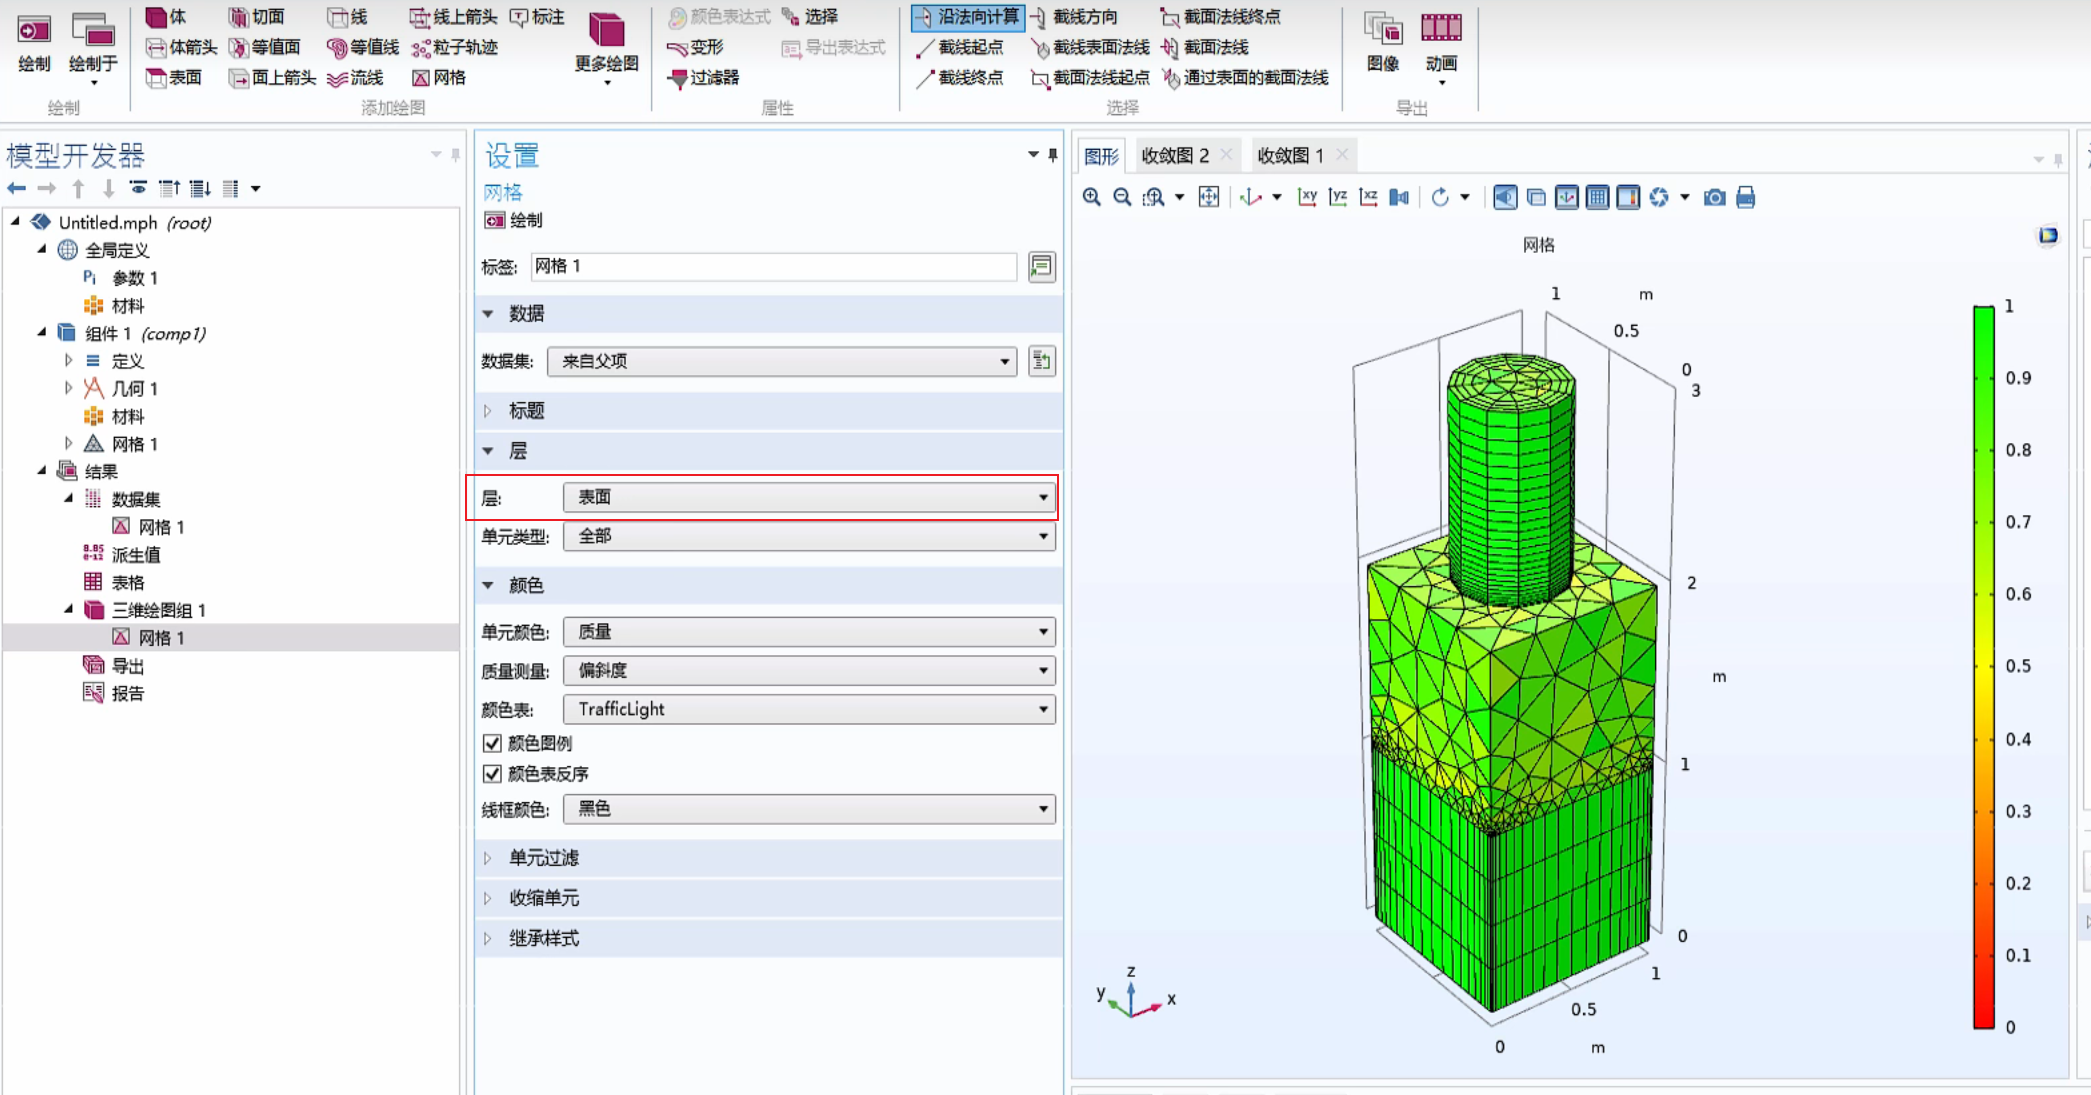 体 切面 线 线上箭头 标注 颜色表达式 选择 沿法向计算 截线方向 截面法线终点
体箭头 等值面 等值线 粒子轨迹 变形 导出表达式 截线起点 截线表面法线 截面法线
绘制 绘制于 更多绘图 图像 动画
表面 面上箭头 流线 网格 过滤器 截线终点 截面法线起点 通过表面的截面法线
绘制 添加绘图 属性 选择 导出
模型开发器
Untitled.mph (root)
全局定义
Pi 参数 1
材料
组件 1 (comp1)
定义
几何 1
材料
网格 1
结果
数据集
网格 1
8.85
e-12 派生值
表格
三维绘图组 1
网格 1
导出
报告
设置
网格
绘制
标签: 网格 1
数据
数据集: 来自父项
标题
层
层: 表面
单元类型: 全部
颜色
单元颜色: 质量
质量测量: 偏斜度
颜色表: TrafficLight
颜色图例
颜色表反序
线框颜色: 黑色
单元过滤
收缩单元
继承样式
图形 收敛图 2 收敛图 1
xy yz xz
网格
1 m
0.5
0
3
2
m
1
0
1
0.5
0 m
z
y x
1
0.9
0.8
0.7
0.6
0.5
0.4
0.3
0.2
0.1
0